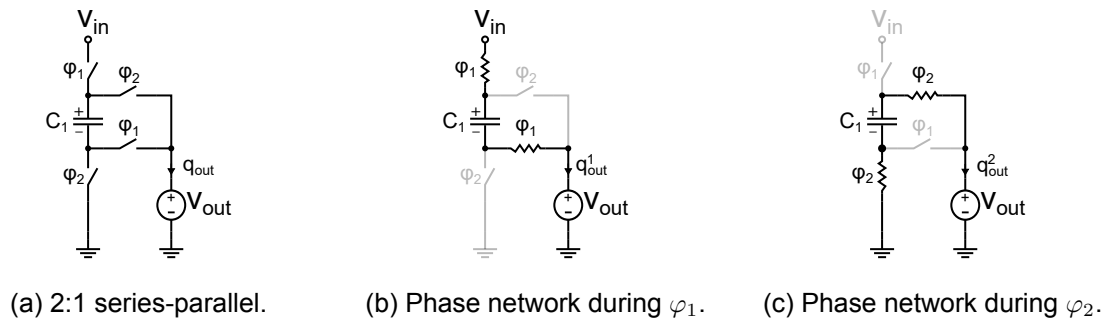 V_in
φ₁
φ₂
+
C₁
−
φ₁
φ₂
q_out
+
−
V_out
(a) 2:1 series-parallel.
V_in
φ₁
φ₂
+
C₁
−
φ₁
φ₂
q¹_out
+
−
V_out
(b) Phase network during φ₁.
V_in
φ₁
φ₂
+
C₁
−
φ₁
φ₂
q²_out
+
−
V_out
(c) Phase network during φ₂.